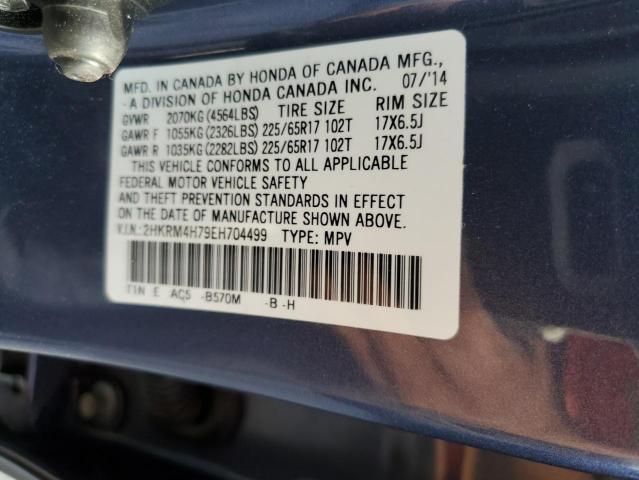 MFD. IN CANADA BY HONDA OF CANADA MFG.,
-A DIVISION OF HONDA CANADA INC. 07/'14
GVWR 2070KG (4564LBS) TIRE SIZE RIM SIZE
GAWR F 1055KG (2326LBS) 225/65R17 102T 17X6.5J
GAWR R 1035KG (2282LBS) 225/65R17 102T 17X6.5J
THIS VEHICLE CONFORMS TO ALL APPLICABLE
FEDERAL MOTOR VEHICLE SAFETY
AND THEFT PREVENTION STANDARDS IN EFFECT
ON THE DATE OF MANUFACTURE SHOWN ABOVE.
V.I.N.:2HKRM4H79EH704499 TYPE: MPV
TIN E AC5 -B570M -B -H